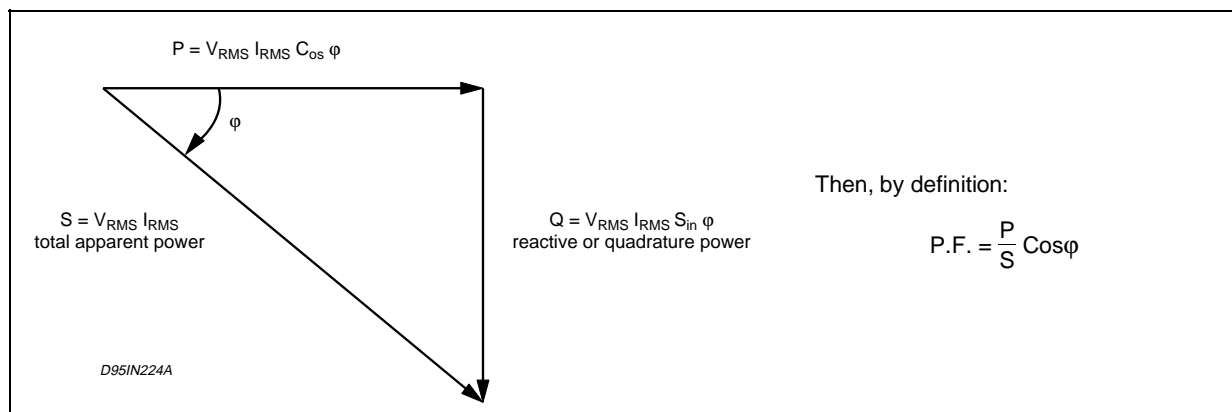 P = V_RMS I_RMS C_os φ
φ
S = V_RMS I_RMS
total apparent power
Q = V_RMS I_RMS S_in φ
reactive or quadrature power
Then, by definition:
P.F. = P/S Cosφ
D95IN224A